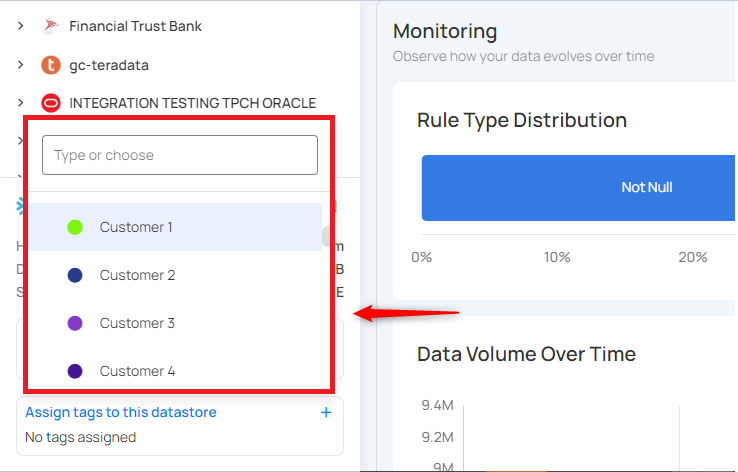 Financial Trust Bank
gc-teradata
INTEGRATION TESTING TPCH ORACLE
Type or choose
Customer 1
Customer 2
Customer 3
Customer 4
H
m
D
B
S
E
Assign tags to this datastore +
No tags assigned
Monitoring
Observe how your data evolves over time
Rule Type Distribution
Not Null
0% 10% 20%
Data Volume Over Time
9.4M
9.2M
9M